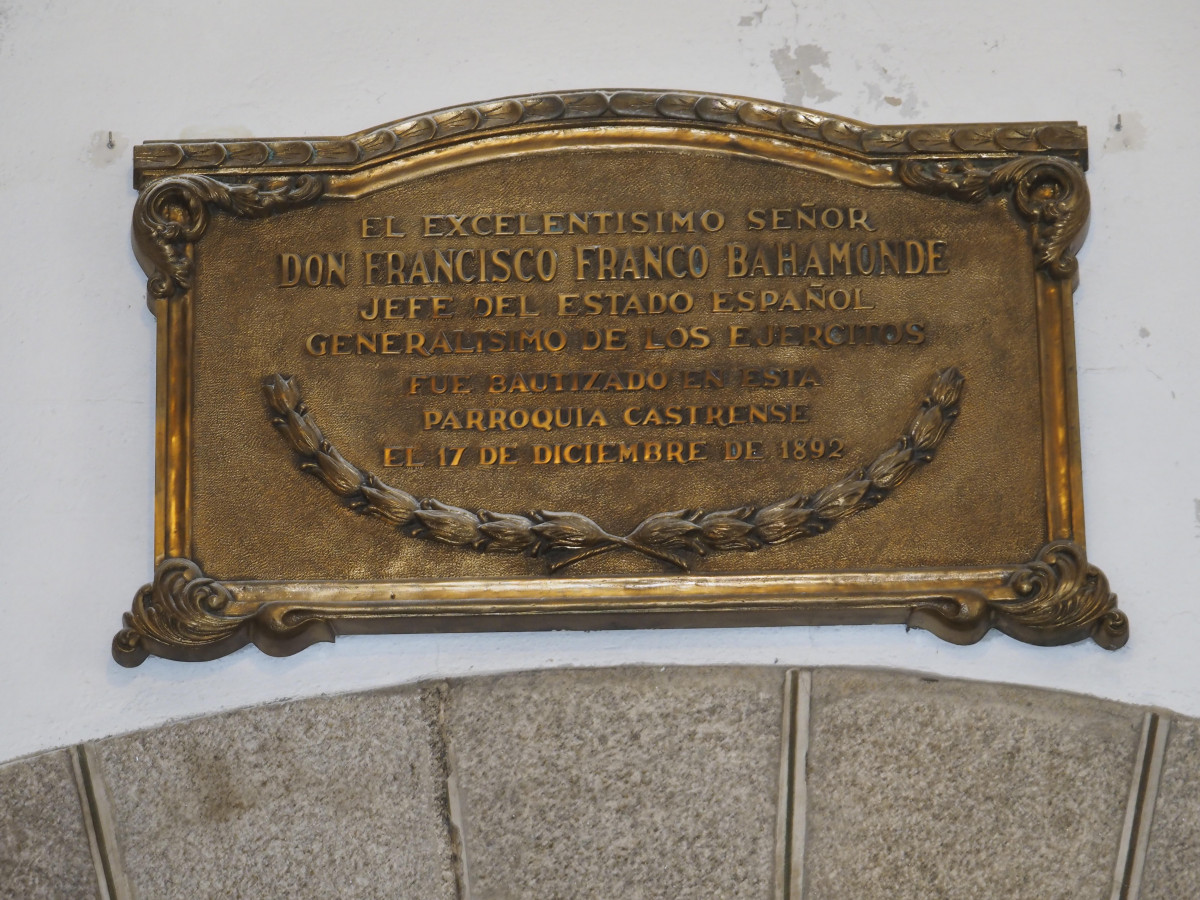 EL EXCELENTISIMO SEÑOR
DON FRANCISCO FRANCO BAHAMONDE
JEFE DEL ESTADO ESPAÑOL
GENERALISIMO DE LOS EJERCITOS
FUE BAUTIZADO EN ESTA
PARROQUIA CASTRENSE
EL 17 DE DICIEMBRE DE 1892